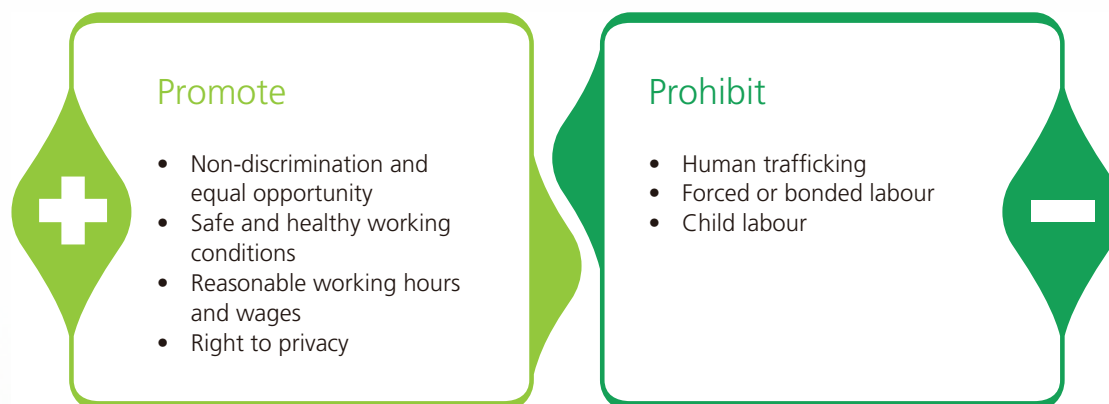 Promote
• Non-discrimination and
equal opportunity
• Safe and healthy working
conditions
• Reasonable working hours
and wages
• Right to privacy
Prohibit
• Human trafficking
• Forced or bonded labour
• Child labour